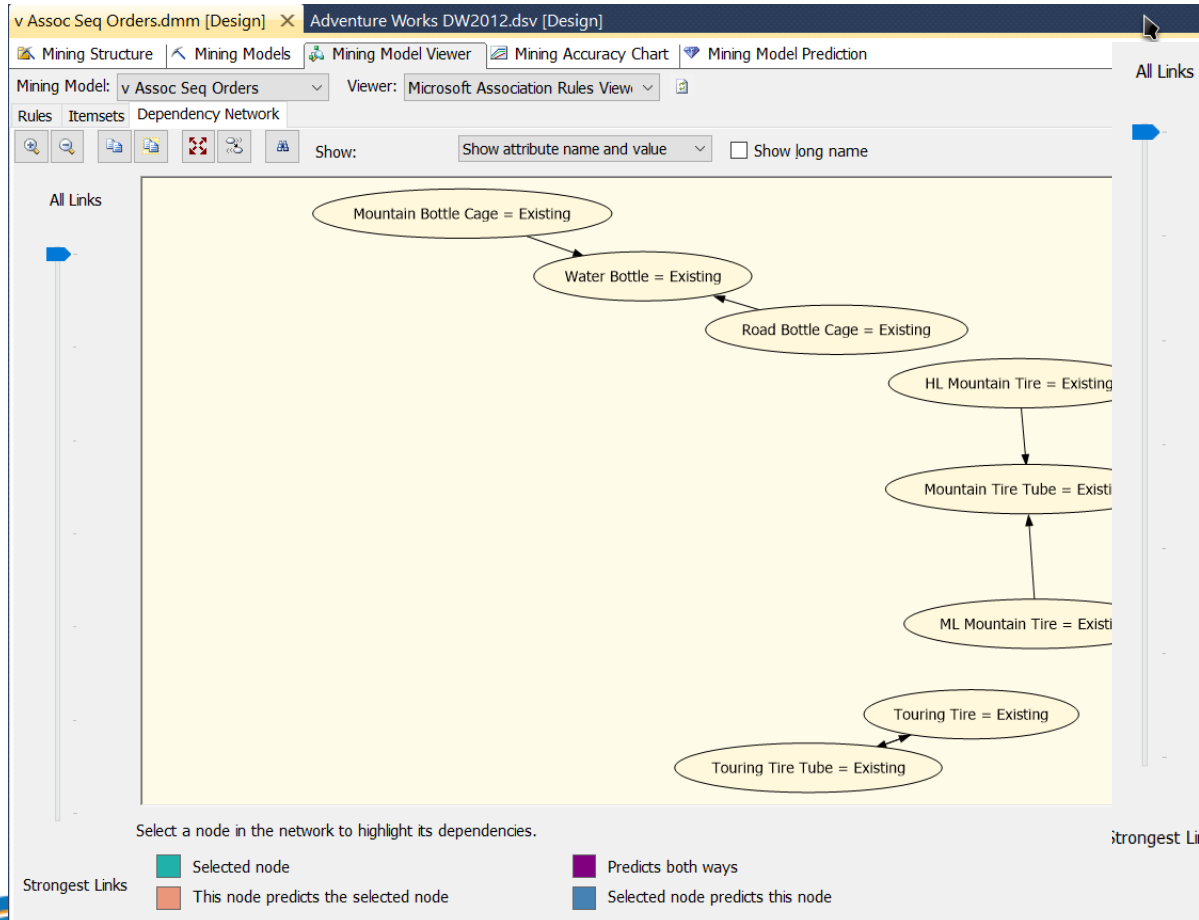 v Assoc Seq Orders.dmm [Design] Adventure Works DW2012.dsv [Design]
Mining Structure Mining Models Mining Model Viewer Mining Accuracy Chart Mining Model Prediction
All Links
Mining Model: v Assoc Seq Orders Viewer: Microsoft Association Rules View
Rules Itemsets Dependency Network
Show: Show attribute name and value Show long name
All Links
Mountain Bottle Cage = Existing
Water Bottle = Existing
Road Bottle Cage = Existing
HL Mountain Tire = Existing
Mountain Tire Tube = Existi
ML Mountain Tire = Existi
Touring Tire = Existing
Touring Tire Tube = Existing
Select a node in the network to highlight its dependencies.
Strongest Li
Selected node Predicts both ways
Strongest Links
This node predicts the selected node Selected node predicts this node